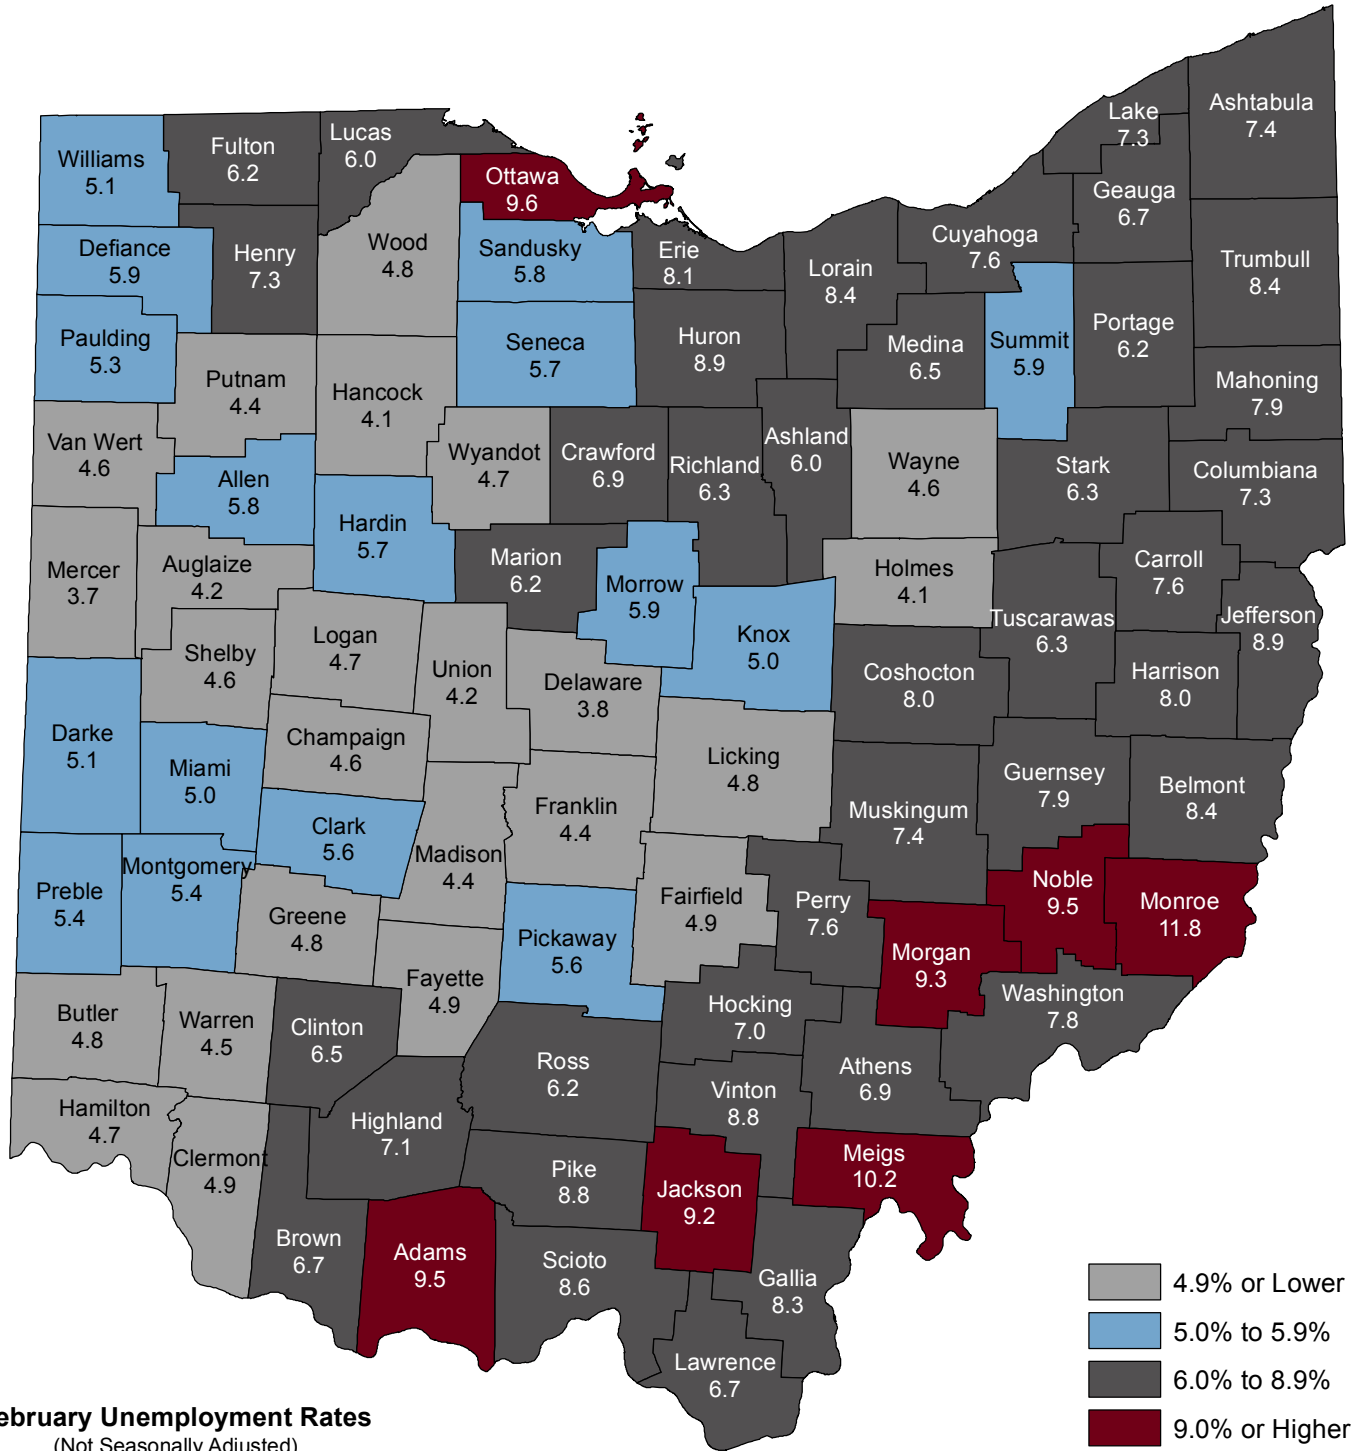 Lake
7.3
Ashtabula
7.4
Lucas
6.0
Fulton
6.2
Williams
5.1
Ottawa
9.6
Geauga
6.7
Cuyahoga
7.6
Wood
4.8
Defiance
5.9
Henry
7.3
Sandusky
5.8
Erie
8.1
Lorain
8.4
Trumbull
8.4
Paulding
5.3
Seneca
5.7
Huron
8.9
Medina
6.5
Summit
5.9
Portage
6.2
Putnam
4.4
Hancock
4.1
Mahoning
7.9
Van Wert
4.6
Wyandot
4.7
Crawford
6.9
Richland
6.3
Ashland
6.0
Wayne
4.6
Stark
6.3
Columbiana
7.3
Allen
5.8
Hardin
5.7
Mercer
3.7
Auglaize
4.2
Marion
6.2
Morrow
5.9
Holmes
4.1
Carroll
7.6
Tuscarawas
6.3
Jefferson
8.9
Shelby
4.6
Logan
4.7
Union
4.2
Delaware
3.8
Knox
5.0
Coshocton
8.0
Harrison
8.0
Darke
5.1
Miami
5.0
Champaign
4.6
Licking
4.8
Guernsey
7.9
Belmont
8.4
Clark
5.6
Franklin
4.4
Muskingum
7.4
Madison
4.4
Preble
5.4
Montgomery
5.4
Greene
4.8
Fairfield
4.9
Perry
7.6
Noble
9.5
Monroe
11.8
Pickaway
5.6
Morgan
9.3
Fayette
4.9
Washington
7.8
Hocking
7.0
Butler
4.8
Warren
4.5
Clinton
6.5
Ross
6.2
Athens
6.9
Vinton
8.8
Hamilton
4.7
Highland
7.1
Clermont
4.9
Pike
8.8
Jackson
9.2
Meigs
10.2
Brown
6.7
Adams
9.5
Scioto
8.6
Gallia
8.3
Lawrence
6.7
4.9% or Lower
5.0% to 5.9%
6.0% to 8.9%
9.0% or Higher
ebruary Unemployment Rates
(Not Seasonally Adjusted)